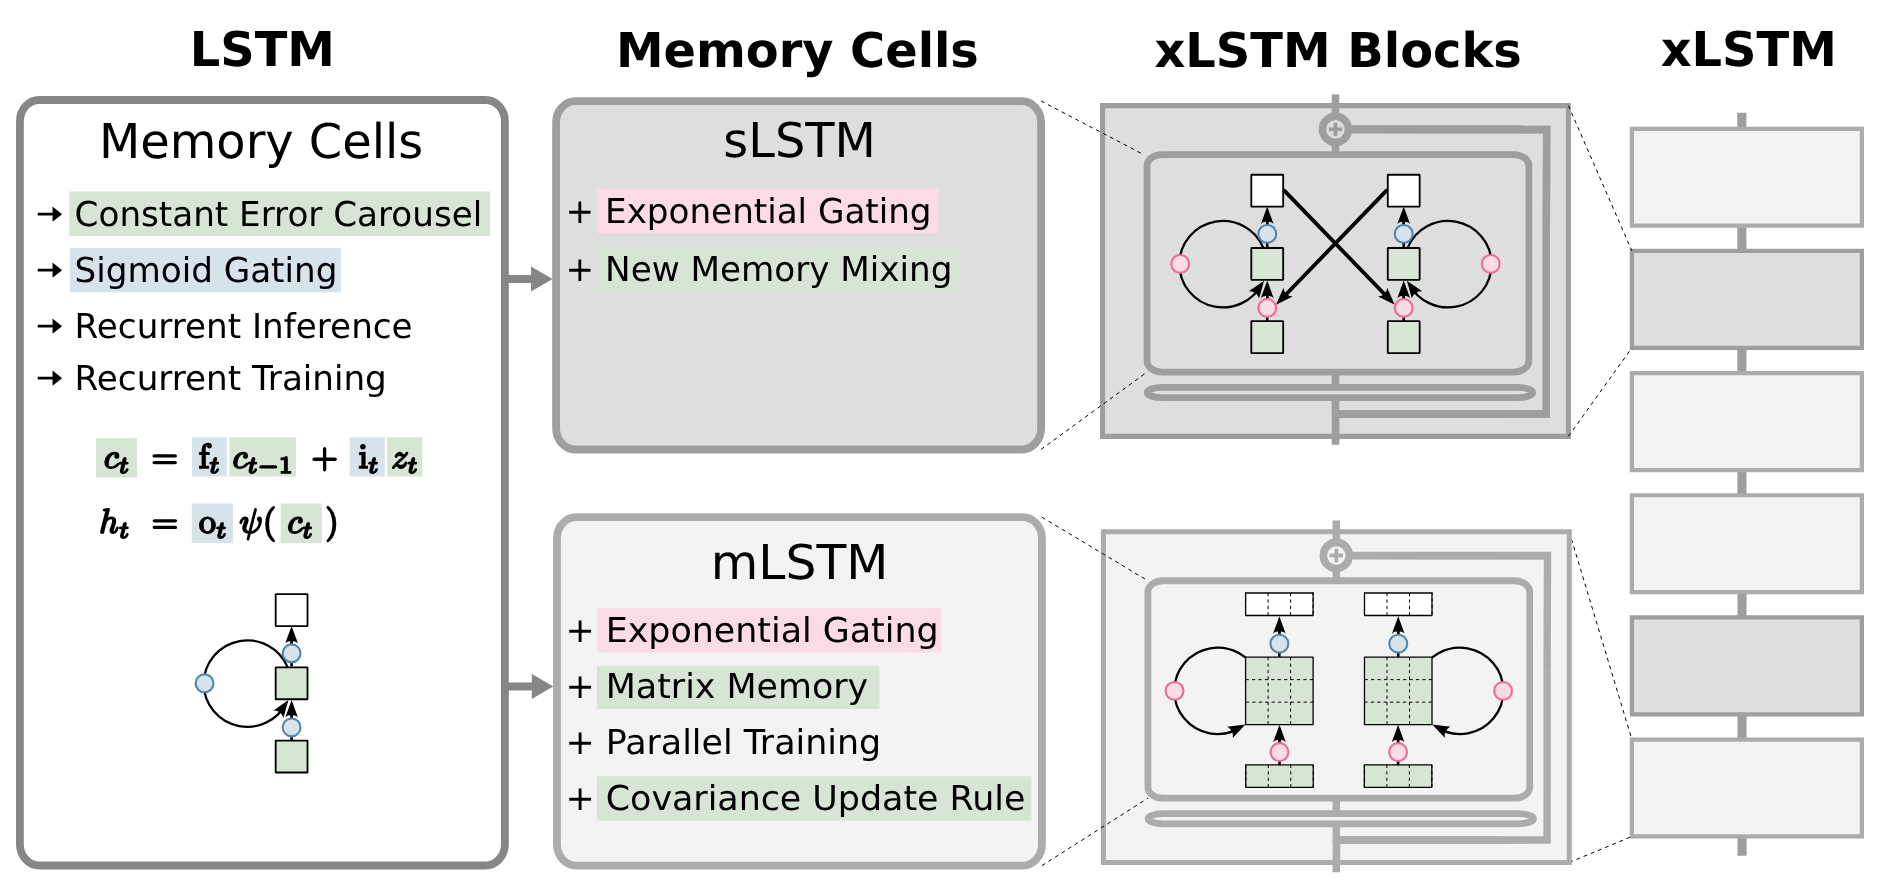 LSTM
Memory Cells
→ Constant Error Carousel
→ Sigmoid Gating
→ Recurrent Inference
→ Recurrent Training
c_t = f_t c_{t−1} + i_t z_t
h_t = o_t ψ( c_t )
Memory Cells
sLSTM
+ Exponential Gating
+ New Memory Mixing
mLSTM
+ Exponential Gating
+ Matrix Memory
+ Parallel Training
+ Covariance Update Rule
xLSTM Blocks
xLSTM